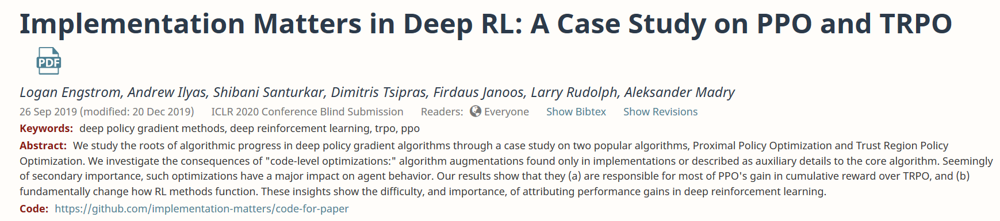 Implementation Matters in Deep RL: A Case Study on PPO and TRPO
PDF
Logan Engstrom, Andrew Ilyas, Shibani Santurkar, Dimitris Tsipras, Firdaus Janoos, Larry Rudolph, Aleksander Madry
26 Sep 2019 (modified: 20 Dec 2019) ICLR 2020 Conference Blind Submission Readers: Everyone Show Bibtex Show Revisions
Keywords: deep policy gradient methods, deep reinforcement learning, trpo, ppo
Abstract: We study the roots of algorithmic progress in deep policy gradient algorithms through a case study on two popular algorithms, Proximal Policy Optimization and Trust Region Policy
Optimization. We investigate the consequences of "code-level optimizations:" algorithm augmentations found only in implementations or described as auxiliary details to the core algorithm. Seemingly
of secondary importance, such optimizations have a major impact on agent behavior. Our results show that they (a) are responsible for most of PPO's gain in cumulative reward over TRPO, and (b)
fundamentally change how RL methods function. These insights show the difficulty, and importance, of attributing performance gains in deep reinforcement learning.
Code: https://github.com/implementation-matters/code-for-paper